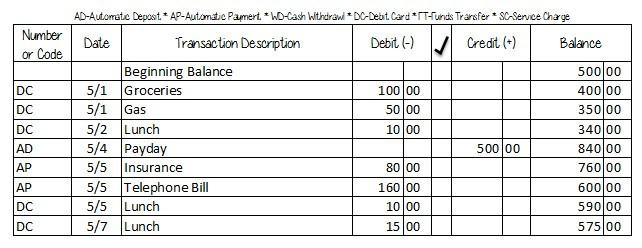 AD-Automatic Deposit * AP-Automatic Payment * WD-Cash Withdrawl * DC-Debit Card *FT-Funds Transfer * SC-Service Charge
Number or Code Date Transaction Description Debit (-) ✓ Credit (+) Balance
Beginning Balance 500 00
DC 5/1 Groceries 100 00 400 00
DC 5/1 Gas 50 00 350 00
DC 5/2 Lunch 10 00 340 00
AD 5/4 Payday 500 00 840 00
AP 5/5 Insurance 80 00 760 00
AP 5/5 Telephone Bill 160 00 600 00
DC 5/5 Lunch 10 00 590 00
DC 5/7 Lunch 15 00 575 00